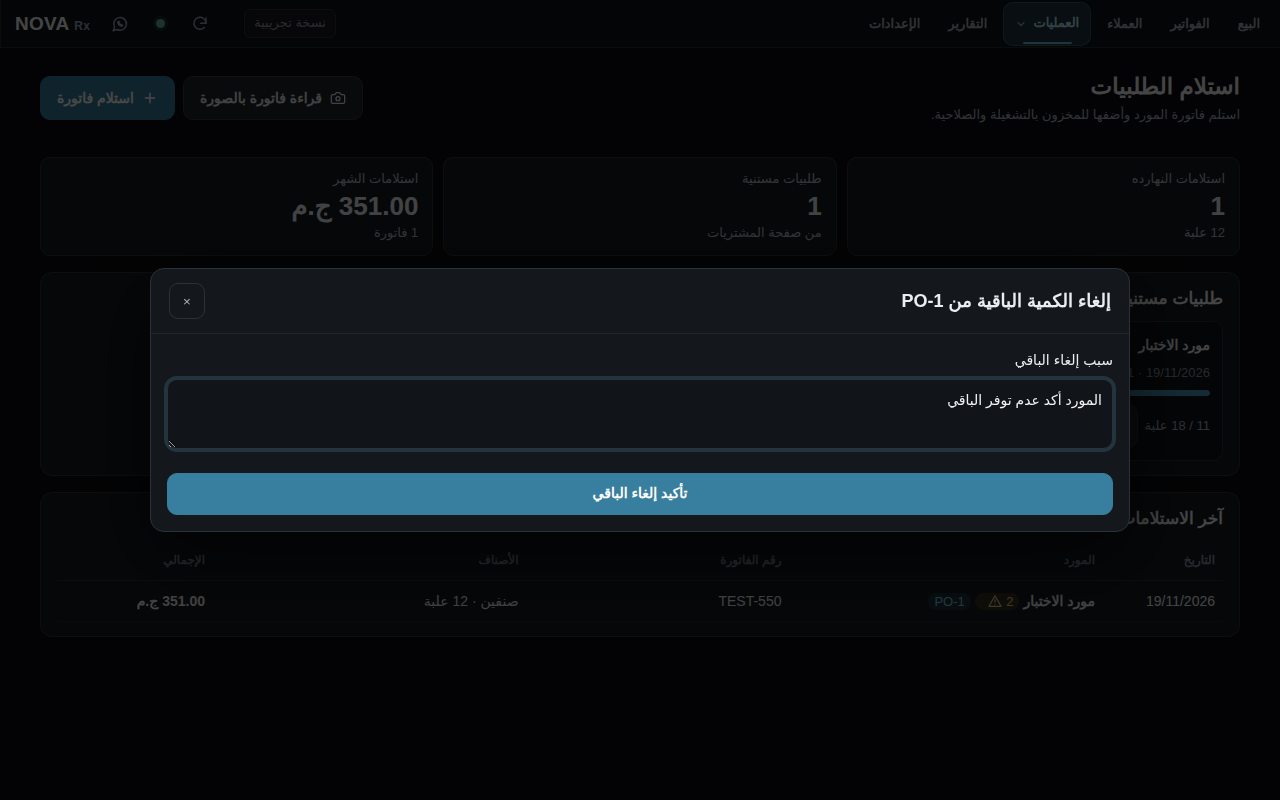 البيع
الفواتير
العملاء
العمليات
التقارير
الإعدادات
نسخة تجريبية
NOVA Rx
استلام الطلبيات
استلم فاتورة المورد وأضفها للمخزون بالتشغيلة والصلاحية.
قراءة فاتورة بالصورة
استلام فاتورة
استلامات النهارده
1
12 علبة
طلبيات مستنية
1
من صفحة المشتريات
استلامات الشهر
351.00 ج.م
1 فاتورة
إلغاء الكمية الباقية من PO-1
×
سبب إلغاء الباقي
المورد أكد عدم توفر الباقي
تأكيد إلغاء الباقي
طلبيات
مورد الاختبار
19/11/2026
11 / 18 علبة
آخر الاستلامات
التاريخ
المورد
رقم الفاتورة
الأصناف
الإجمالي
19/11/2026
مورد الاختبار 2 PO-1
TEST-550
صنفين · 12 علبة
351.00 ج.م